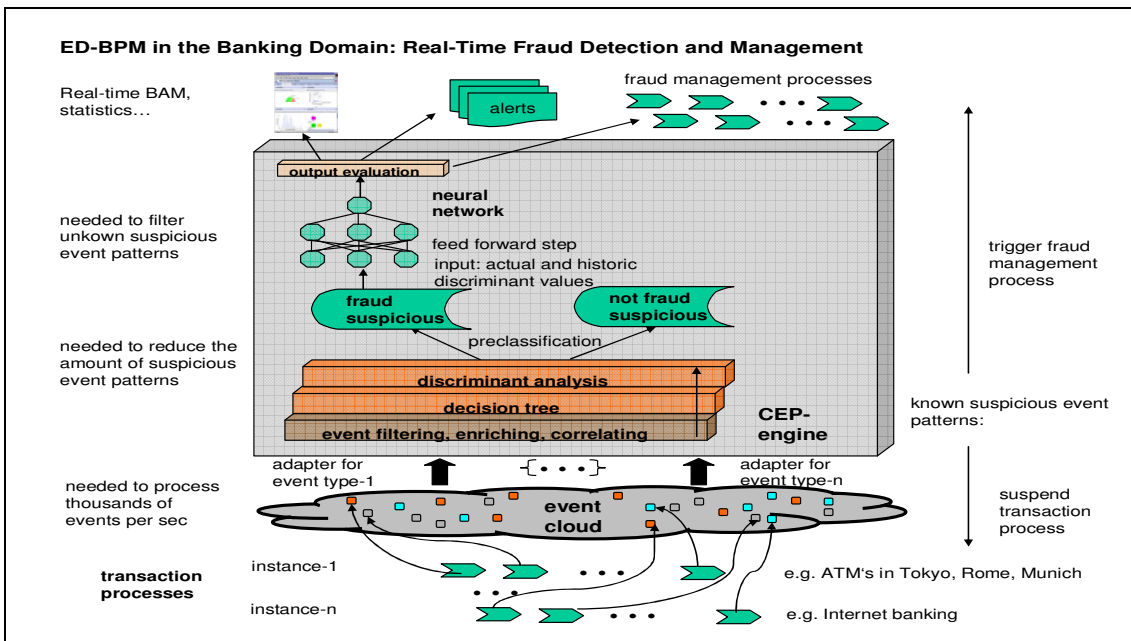 ED-BPM in the Banking Domain: Real-Time Fraud Detection and Management
Real-time BAM,
statistics…
alerts
fraud management processes
output evaluation
neural
network
needed to filter
unkown suspicious
event patterns
feed forward step
input: actual and historic
discriminant values
trigger fraud
management
process
fraud
suspicious
not fraud
suspicious
preclassification
needed to reduce the
amount of suspicious
event patterns
discriminant analysis
decision tree
event filtering, enriching, correlating
CEP-
engine
known suspicious event
patterns:
adapter for
event type-1
{• • •}
adapter for
event type-n
needed to process
thousands of
events per sec
event
cloud
suspend
transaction
process
transaction
processes
instance-1
e.g. ATM‘s in Tokyo, Rome, Munich
instance-n
e.g. Internet banking